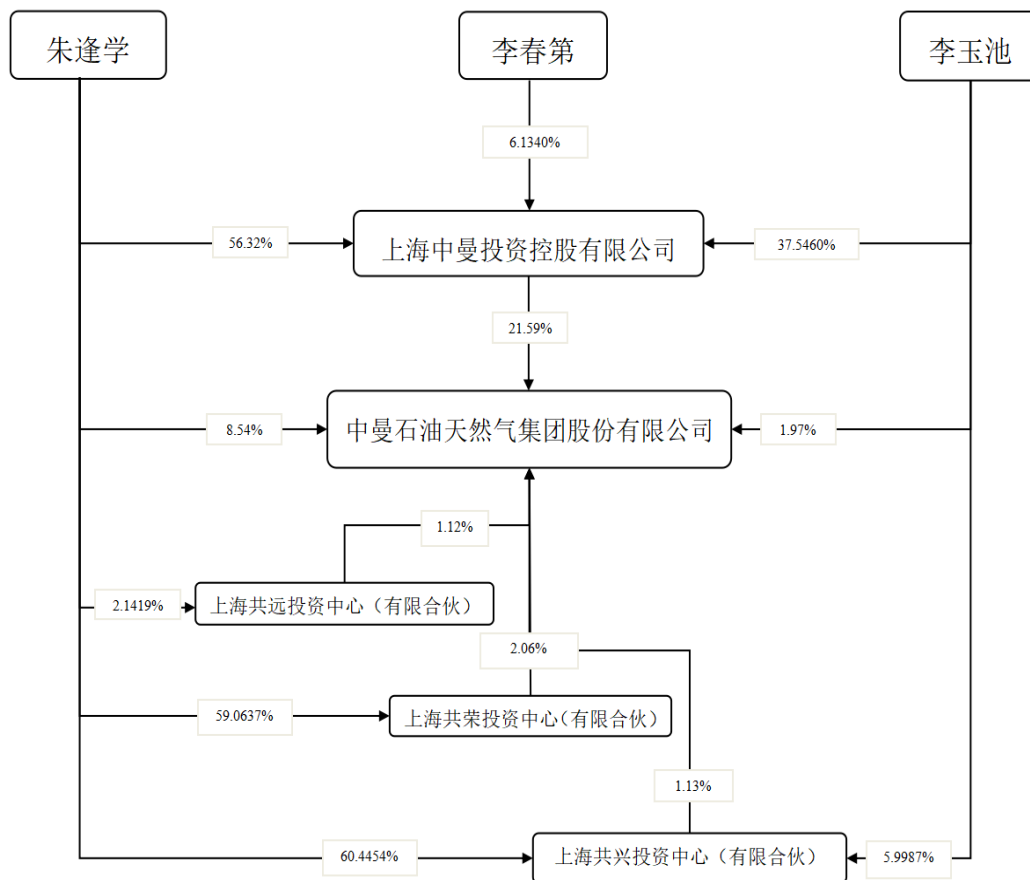 朱逢学
李春第
李玉池
6.1340%
56.32%
上海中曼投资控股有限公司
37.5460%
21.59%
8.54%
中曼石油天然气集团股份有限公司
1.97%
1.12%
2.1419%
上海共远投资中心（有限合伙）
2.06%
59.0637%
上海共荣投资中心（有限合伙）
1.13%
60.4454%
上海共兴投资中心（有限合伙）
5.9987%